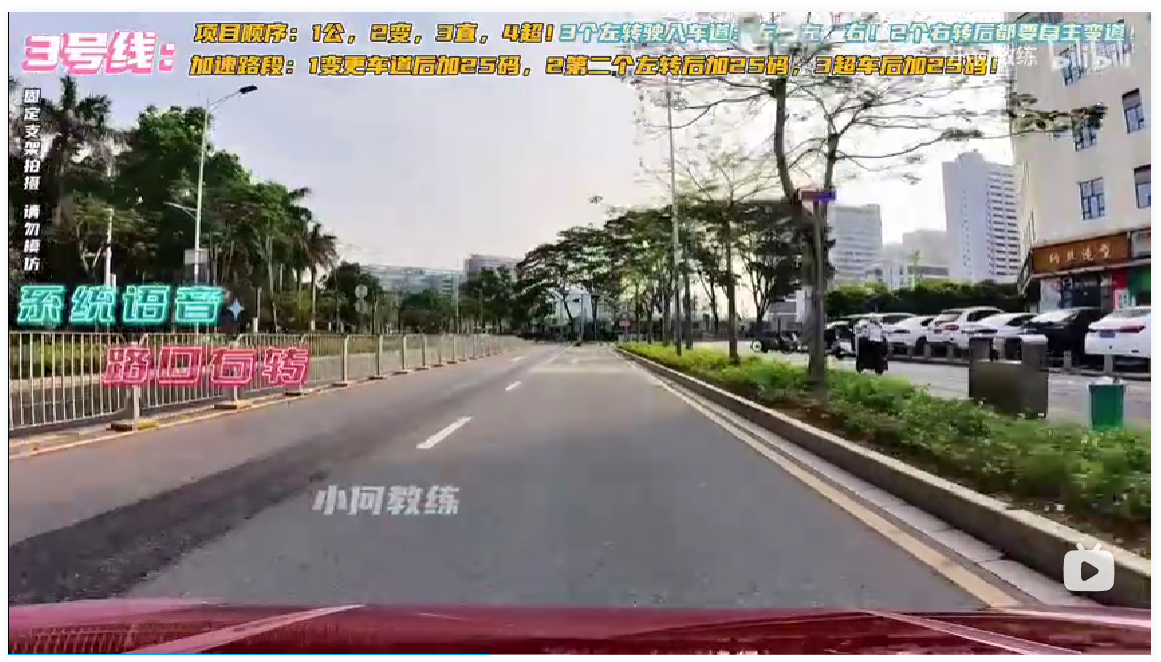 3号线：
项目顺序：1公，2变，3直，4超！3个左转驶入车道：左，左，右！2个右转后都要自主变道！
加速路段：1变更车道后加25码，2第二个左转后加25码，3超车后加25码！
教练 bilibili
固定支架拍摄 请勿模仿
系统语音
路口右转
小何教练